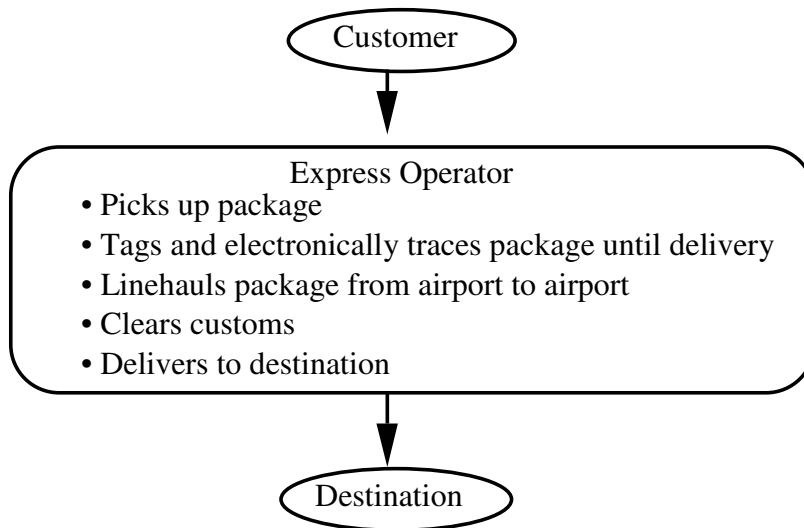 Customer
Express Operator
• Picks up package
• Tags and electronically traces package until delivery
• Linehauls package from airport to airport
• Clears customs
• Delivers to destination
Destination